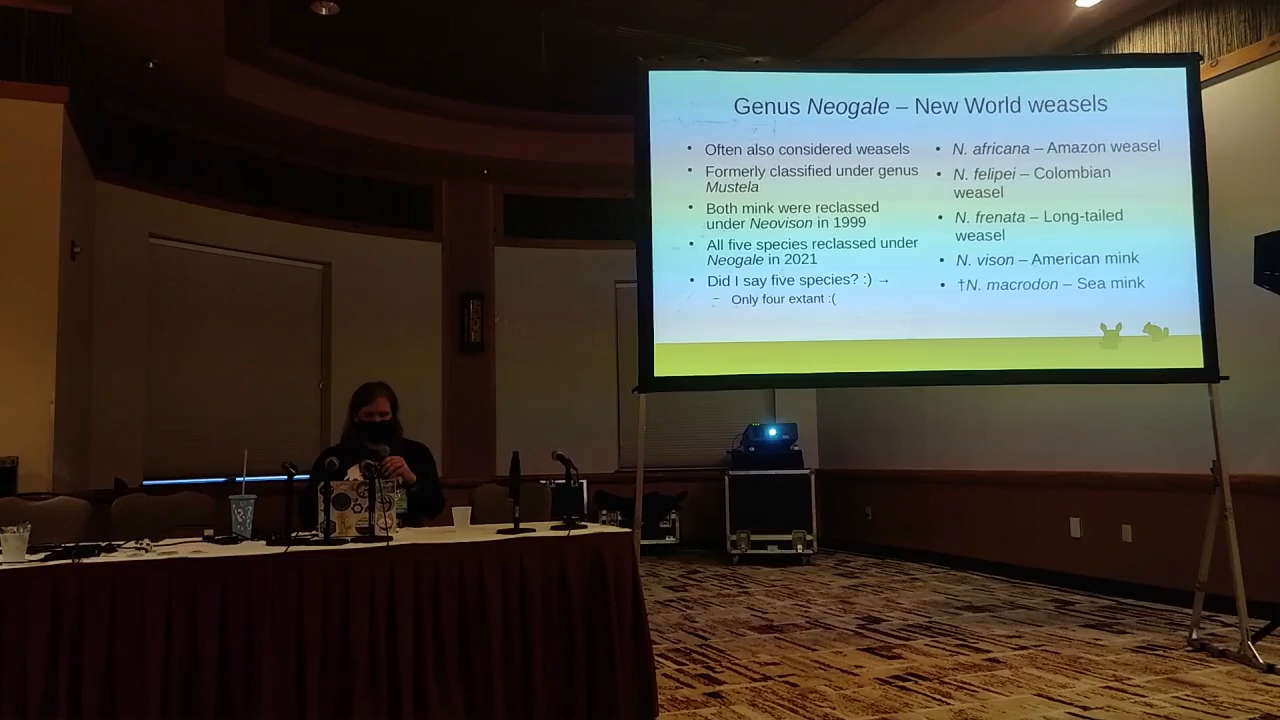 Genus Neogale – New World weasels
• Often also considered weasels
• Formerly classified under genus
Mustela
• Both mink were reclassed
under Neovison in 1999
• All five species reclassed under
Neogale in 2021
• Did I say five species? :) →
– Only four extant :(
• N. africana – Amazon weasel
• N. felipei – Colombian
weasel
• N. frenata – Long-tailed
weasel
• N. vison – American mink
• †N. macrodon – Sea mink